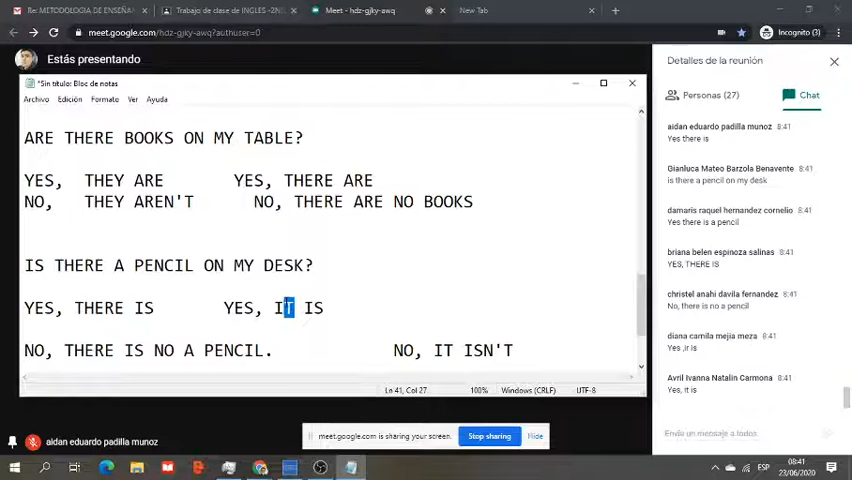 Re: METODOLOGIA DE ENSEÑA
Trabajo de clase de INGLES -2N
Meet - hdz-gjky-awq
New Tab
meet.google.com/hdz-gjky-awq?authuser=0
Incognito (3)
Estás presentando
*Sin título: Bloc de notas
Archivo Edición Formato Ver Ayuda
ARE THERE BOOKS ON MY TABLE?
YES, THEY ARE YES, THERE ARE
NO, THEY AREN'T NO, THERE ARE NO BOOKS
IS THERE A PENCIL ON MY DESK?
YES, THERE IS YES, IT IS
NO, THERE IS NO A PENCIL. NO, IT ISN'T
Ln 41, Col 27 100% Windows (CRLF) UTF-8
Detalles de la reunión
Personas (27) Chat
aidan eduardo padilla munoz 8:41
Yes there is
Gianluca Mateo Barzola Benavente 8:41
is there a pencil on my desk
damaris raquel hernandez cornelio 8:41
Yes there is a pencil
briana belen espinoza salinas 8:41
YES, THERE IS
christel anahi davila fernandez 8:41
No, there is no a pencil
diana camila mejia meza 8:41
Yes ,ir is
Avril Ivanna Natalin Carmona 8:41
Yes, it is
Envía un mensaje a todos.
aidan eduardo padilla munoz
meet.google.com is sharing your screen. Stop sharing Hide
ESP
08:41
23/06/2020